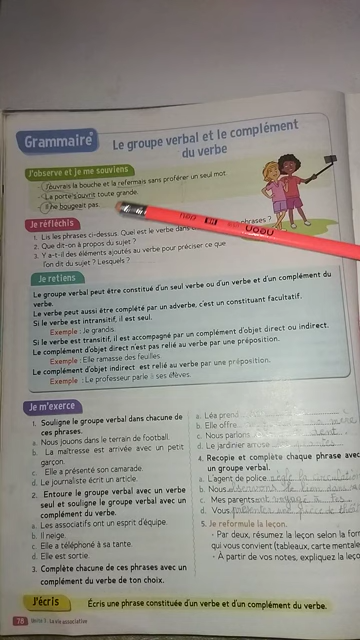 Grammaire
Le groupe verbal et le complément
du verbe
J'observe et je me souviens
J'ouvrais la bouche et la refermais sans proférer un seul mot.
La porte s'ouvrit toute grande.
Il ne bougeait pas.
Je réfléchis
1. Lis les phrases ci-dessus. Quel est le verbe dans phrases ?
2. Que dit-on à propos du sujet ?
3. Y a-t-il des éléments ajoutés au verbe pour préciser ce que
l'on dit du sujet ? Lesquels ?
Je retiens
Le groupe verbal peut être constitué d'un seul verbe ou d'un verbe et d'un complément du
verbe.
Le verbe peut aussi être complété par un adverbe, c'est un constituant facultatif.
Si le verbe est intransitif, il est seul.
Exemple : Je grandis.
Si le verbe est transitif, il est accompagné par un complément d'objet direct ou indirect.
Le complément d'objet direct n'est pas relié au verbe par une préposition.
Exemple : Elle ramasse des feuilles.
Le complément d'objet indirect est relié au verbe par une préposition.
Exemple : Le professeur parle à ses élèves.
Je m'exerce
1. Souligne le groupe verbal dans chacune de
ces phrases.
a. Nous jouons dans le terrain de football.
b. La maîtresse est arrivée avec un petit
garçon.
c. Elle a présenté son camarade.
d. Le journaliste écrit un article.
2. Entoure le groupe verbal avec un verbe
seul et souligne le groupe verbal avec un
complément du verbe.
a. Les associatifs ont un esprit d'équipe.
b. Il neige.
c. Elle a téléphoné à sa tante.
d. Elle est sortie.
3. Complète chacune de ces phrases avec un
complément du verbe de ton choix.
a. Léa prend
b. Elle offre
c. Nous parlons
d. Le jardinier arrose
4. Recopie et complète chaque phrase avec
un groupe verbal.
a. L'agent de police règle la circulation
b. Nous
c. Mes parents
d. Vous
5. Je reformule la leçon.
- Par deux, résumez la leçon selon la for
qui vous convient (tableaux, carte mentale
- À partir de vos notes, expliquez la leço
J'écris
Écris une phrase constituée d'un verbe et d'un complément du verbe.
78 Unité 3 La vie associative